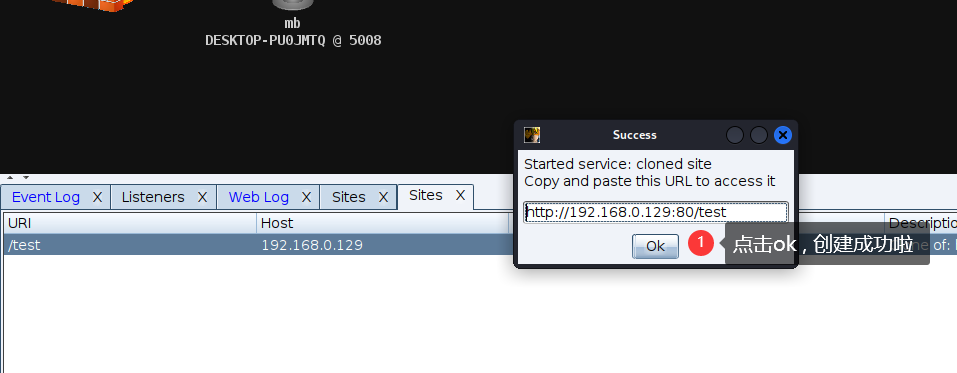 mb
DESKTOP-PU0JMTQ @ 5008
Success
Started service: cloned site
Copy and paste this URL to access it
http://192.168.0.129:80/test
Ok
1
点击ok , 创建成功啦
Event Log X Listeners X Web Log X Sites X Sites X
URI Host Description
/test 192.168.0.129 of: